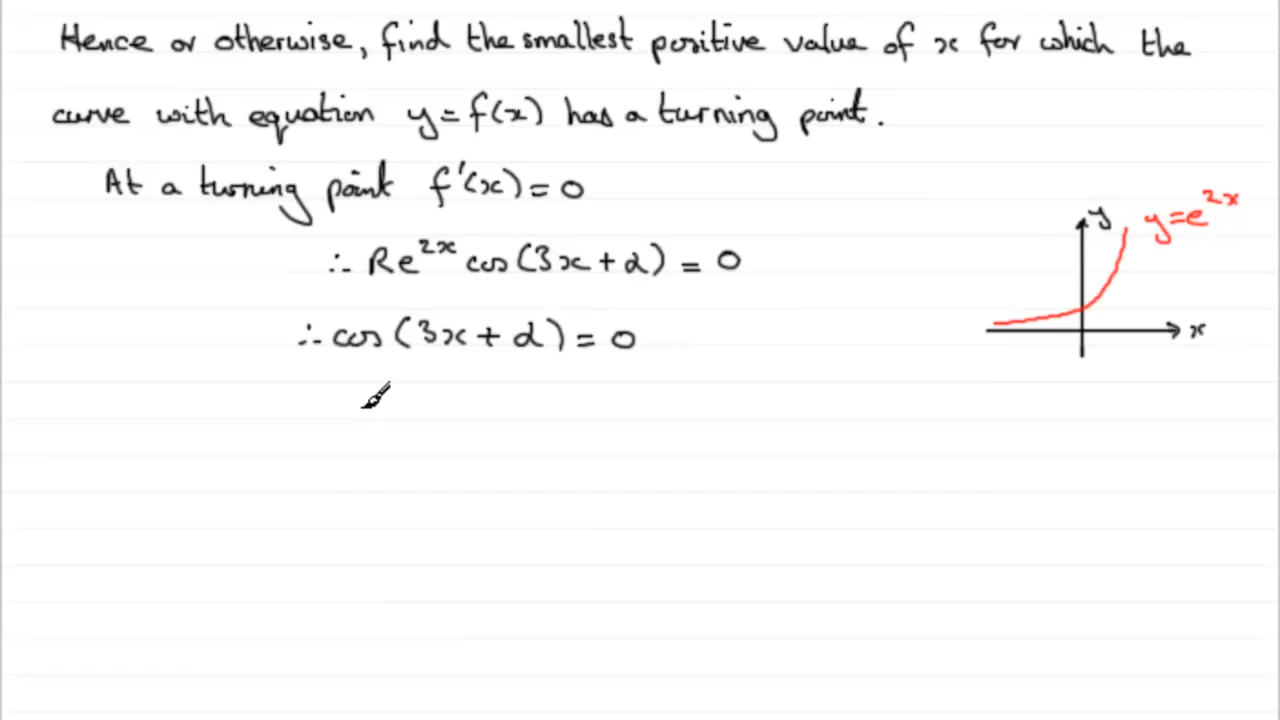 Hence or otherwise, find the smallest positive value of x for which the
curve with equation y=f(x) has a turning point.
At a turning point f'(x)=0
∴ Re^{2x} cos(3x+α) = 0
∴ cos(3x+α) = 0
y
y=e^{2x}
x